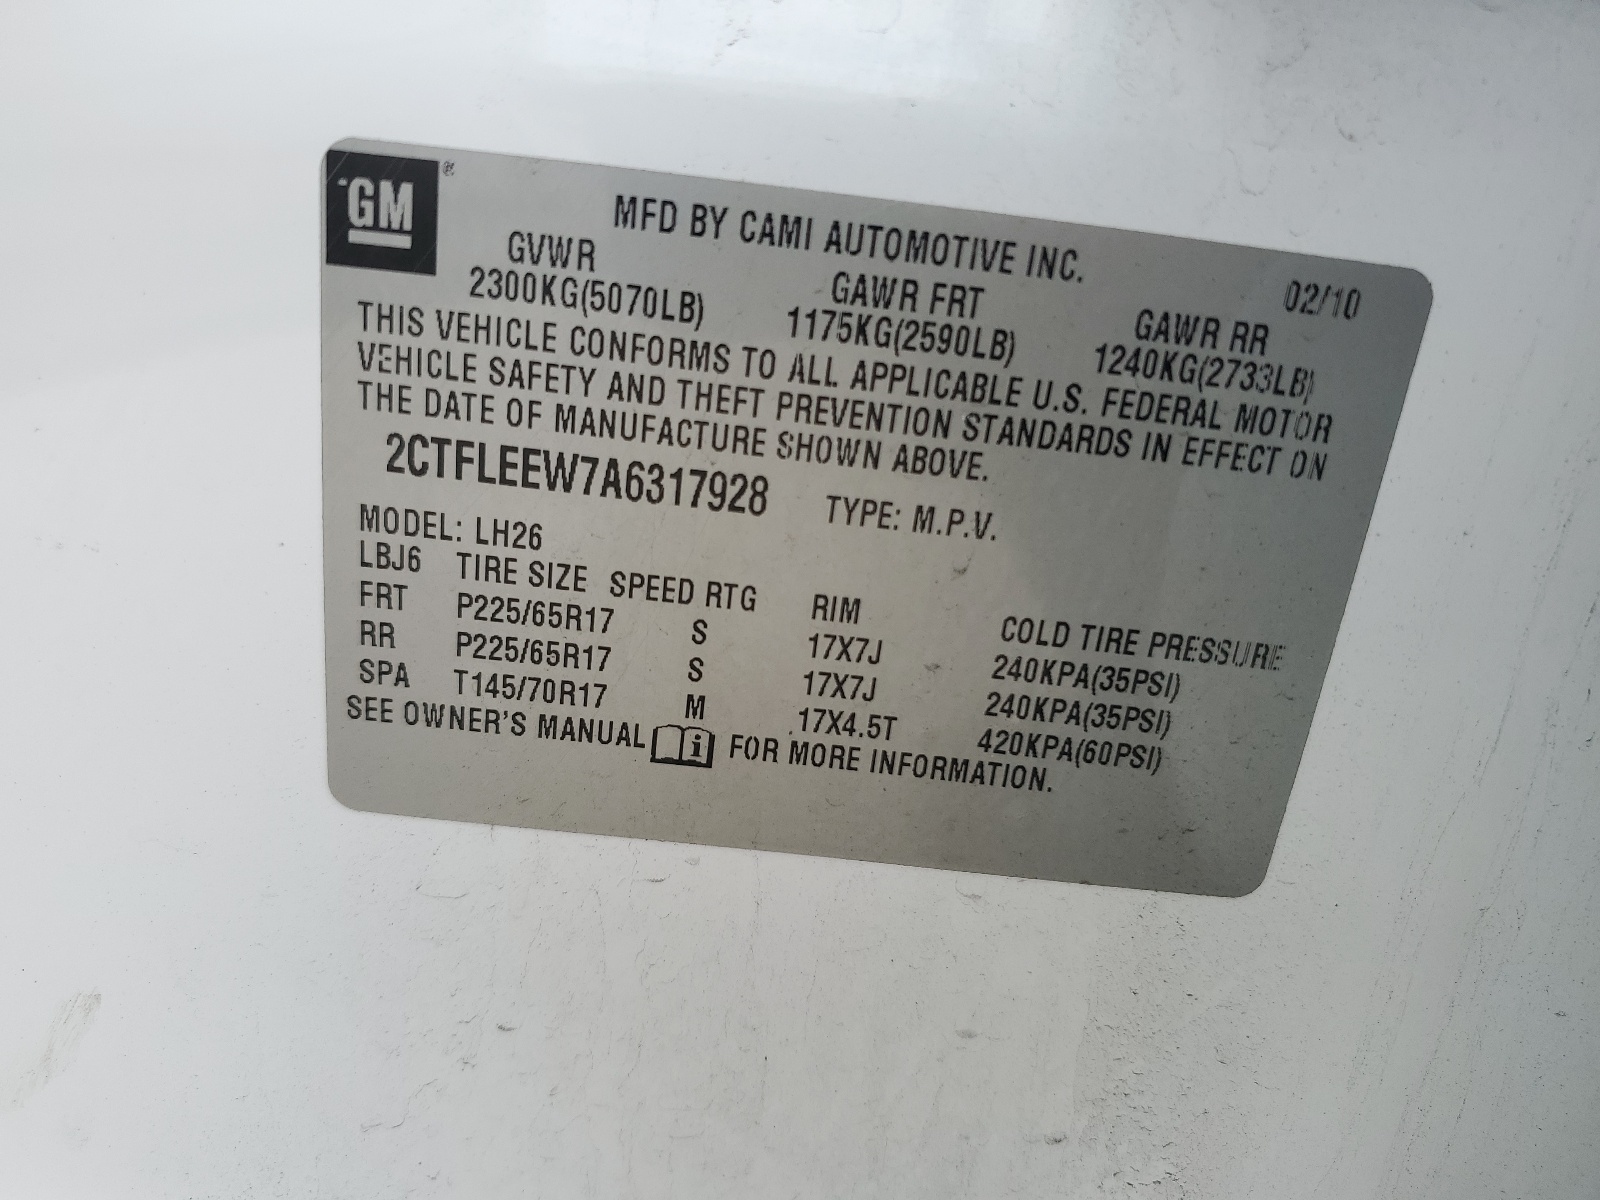 GM ®
MFD BY CAMI AUTOMOTIVE INC.
02/10
GVWR GAWR FRT GAWR RR
2300KG(5070LB) 1175KG(2590LB) 1240KG(2733LB)
THIS VEHICLE CONFORMS TO ALL APPLICABLE U.S. FEDERAL MOTOR
VEHICLE SAFETY AND THEFT PREVENTION STANDARDS IN EFFECT ON
THE DATE OF MANUFACTURE SHOWN ABOVE.
2CTFLEEW7A6317928 TYPE: M.P.V.
MODEL: LH26
LBJ6 TIRE SIZE SPEED RTG RIM COLD TIRE PRESSURE
FRT P225/65R17 S 17X7J 240KPA(35PSI)
RR P225/65R17 S 17X7J 240KPA(35PSI)
SPA T145/70R17 M 17X4.5T 420KPA(60PSI)
SEE OWNER'S MANUAL i FOR MORE INFORMATION.